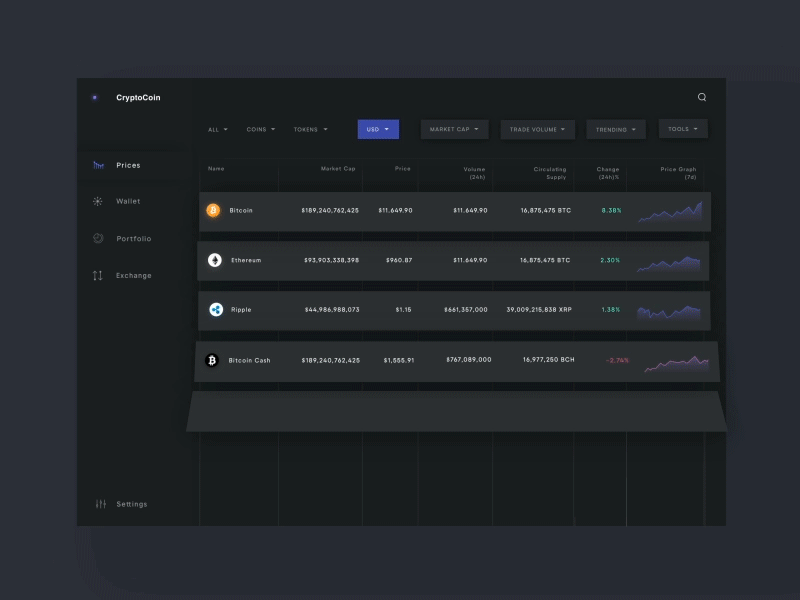 CryptoCoin
ALL COINS TOKENS USD MARKET CAP TRADE VOLUME TRENDING TOOLS
Prices
Wallet
Portfolio
Exchange
Settings
Name Market Cap Price Volume (24h) Circulating Supply Change (24h)% Price Graph (7d)
Bitcoin $189,240,762,425 $11.649.90 $11.649.90 16,875,475 BTC 8.38%
Ethereum $93,903,338,398 $960.87 $11.649.90 16,875,475 BTC 2.30%
Ripple $44,986,988,073 $1.15 $661,357,000 39,009,215,838 XRP 1.38%
Bitcoin Cash $189,240,762,425 $1,555.91 $767,089,000 16,977,250 BCH -2.74%